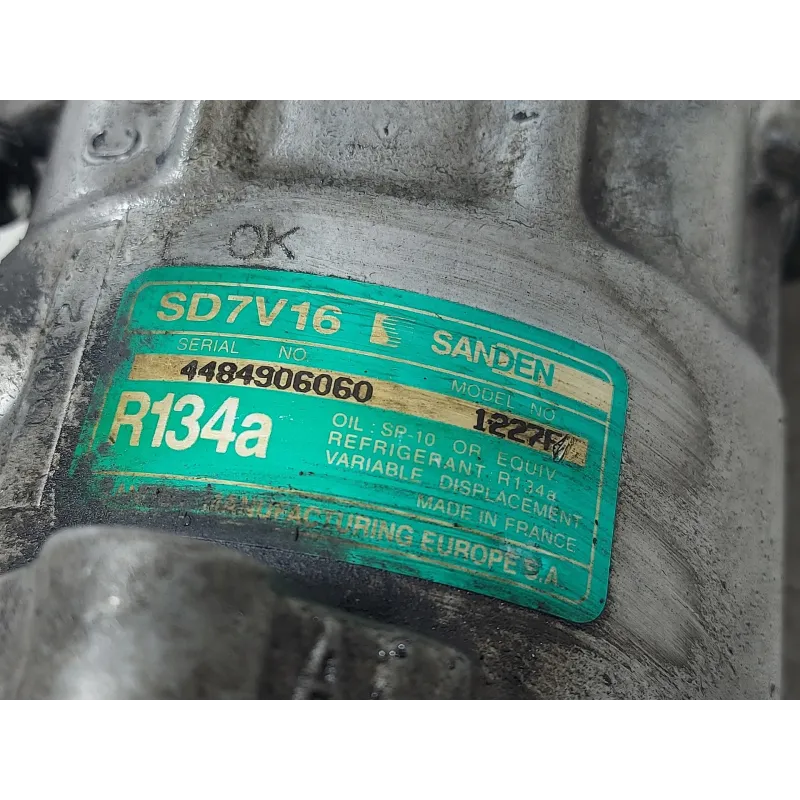 C
OK
SD7V16 SANDEN
SERIAL NO.
4484906060
MODEL NO.
R134a
OIL : SP-10 OR EQUIV
REFRIGERANT R134a
VARIABLE DISPLACEMENT
MADE IN FRANCE
MANUFACTURING EUROPE S.A.